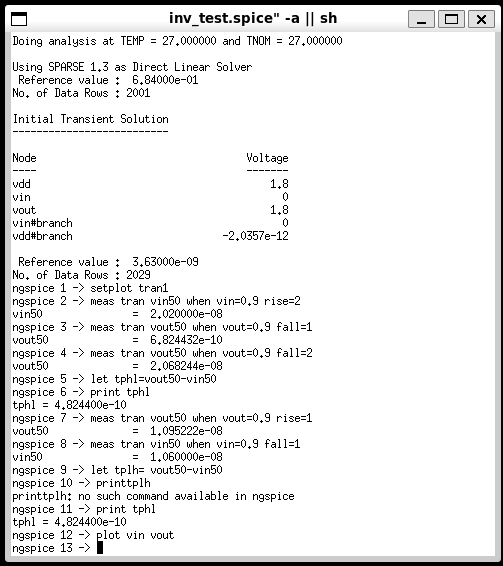 inv_test.spice" -a || sh
Doing analysis at TEMP = 27.000000 and TNOM = 27.000000
Using SPARSE 1.3 as Direct Linear Solver
Reference value :  6.84000e-01
No. of Data Rows : 2001
Initial Transient Solution
--------------------------
Node                                   Voltage
----                                   -------
vdd                                        1.8
vin                                          0
vout                                       1.8
vin#branch                                   0
vdd#branch                         -2.0357e-12
Reference value :  3.63000e-09
No. of Data Rows : 2029
ngspice 1 -> setplot tran1
ngspice 2 -> meas tran vin50 when vin=0.9 rise=2
vin50               =  2.020000e-08
ngspice 3 -> meas tran vout50 when vout=0.9 fall=1
vout50              =  6.824432e-10
ngspice 4 -> meas tran vout50 when vout=0.9 fall=2
vout50              =  2.068244e-08
ngspice 5 -> let tphl=vout50-vin50
ngspice 6 -> print tphl
tphl = 4.824400e-10
ngspice 7 -> meas tran vout50 when vout=0.9 rise=1
vout50              =  1.095222e-08
ngspice 8 -> meas tran vin50 when vin=0.9 fall=1
vin50               =  1.060000e-08
ngspice 9 -> let tplh= vout50-vin50
ngspice 10 -> printtplh
printtplh: no such command available in ngspice
ngspice 11 -> print tphl
tphl = 4.824400e-10
ngspice 12 -> plot vin vout
ngspice 13 ->